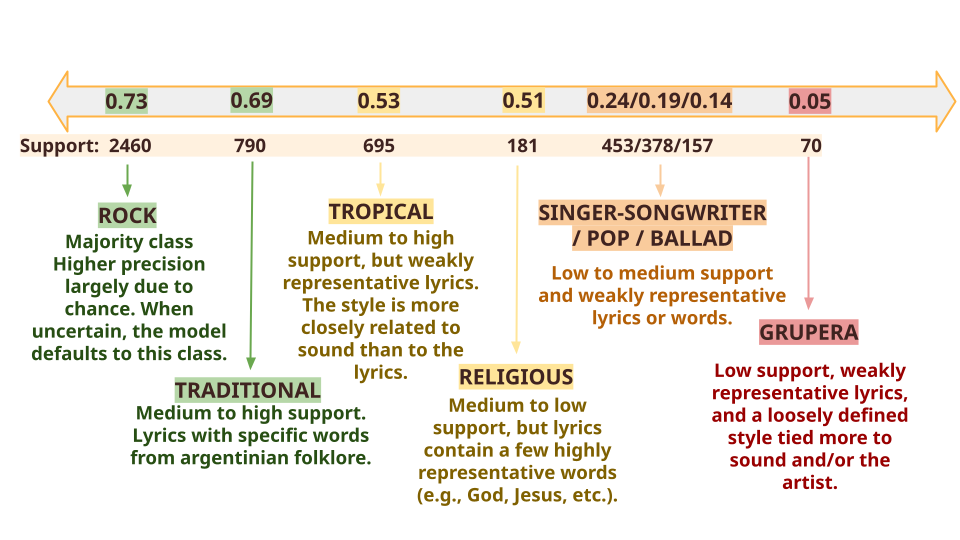 0.73 0.69 0.53 0.51 0.24/0.19/0.14 0.05
Support: 2460 790 695 181 453/378/157 70
ROCK
Majority class
Higher precision
largely due to
chance. When
uncertain, the model
defaults to this class.
TRADITIONAL
Medium to high support.
Lyrics with specific words
from argentinian folklore.
TROPICAL
Medium to high
support, but weakly
representative lyrics.
The style is more
closely related to
sound than to the
lyrics.
RELIGIOUS
Medium to low
support, but lyrics
contain a few highly
representative words
(e.g., God, Jesus, etc.).
SINGER-SONGWRITER
/ POP / BALLAD
Low to medium support
and weakly representative
lyrics or words.
GRUPERA
Low support, weakly
representative lyrics,
and a loosely defined
style tied more to
sound and/or the
artist.